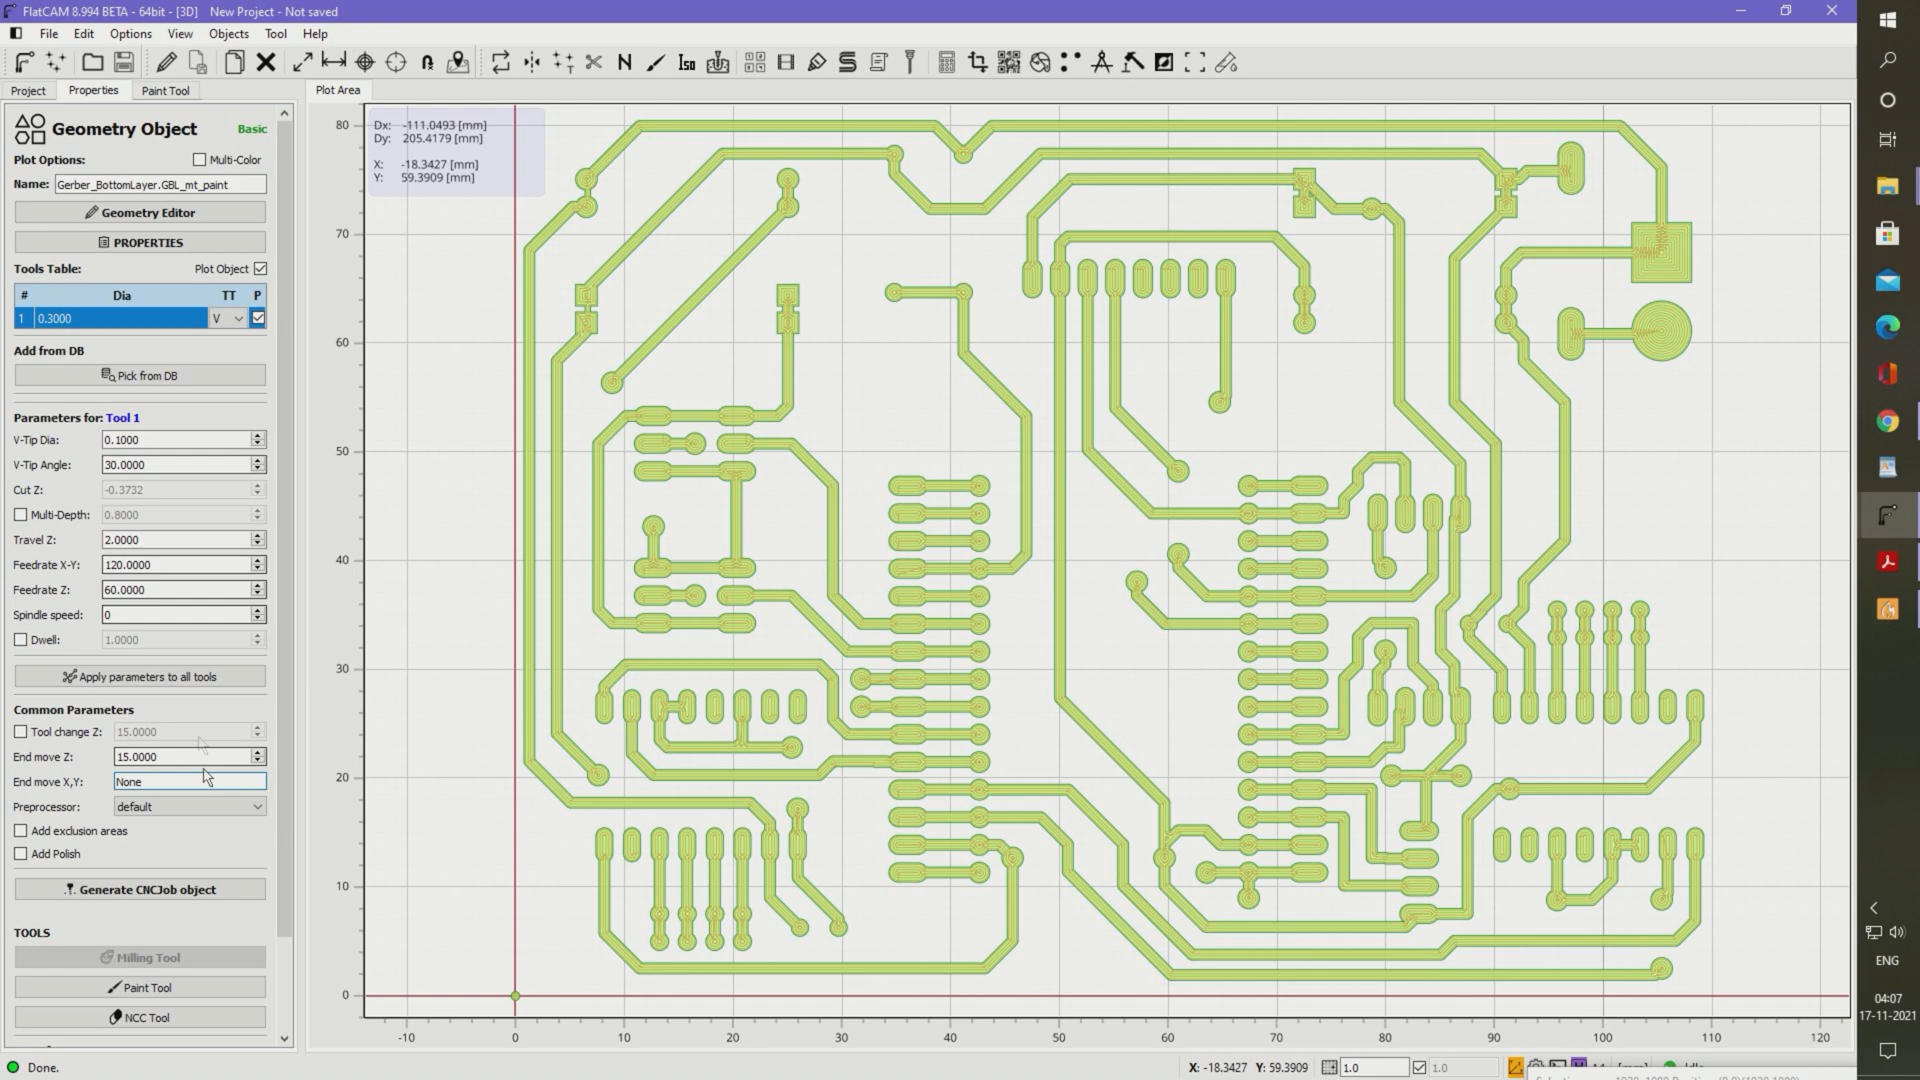 FlatCAM 8.994 BETA - 64bit - [3D]    New Project - Not saved
File Edit Options View Objects Tool Help
N Iso
Project Properties Paint Tool
Plot Area
Geometry Object Basic
Plot Options: Multi-Color
Name: Gerber_BottomLayer.GBL_mt_paint
Geometry Editor
PROPERTIES
Tools Table: Plot Object
# Dia TT P
1 0.3000 V
Add from DB
Pick from DB
Parameters for: Tool 1
V-Tip Dia: 0.1000
V-Tip Angle: 30.0000
Cut Z: -0.3732
Multi-Depth: 0.8000
Travel Z: 2.0000
Feedrate X-Y: 120.0000
Feedrate Z: 60.0000
Spindle speed: 0
Dwell: 1.0000
Apply parameters to all tools
Common Parameters
Tool change Z: 15.0000
End move Z: 15.0000
End move X,Y: None
Preprocessor: default
Add exclusion areas
Add Polish
Generate CNCJob object
TOOLS
Milling Tool
Paint Tool
NCC Tool
Dx: -111.0493 [mm]
Dy: 205.4179 [mm]
X: -18.3427 [mm]
Y: 59.3909 [mm]
80
70
60
50
40
30
20
10
0
-10 0 10 20 30 40 50 60 70 80 90 100 110 120
Done.
X: -18.3427 Y: 59.3909 1.0 1.0
ENG
04:07
17-11-2021